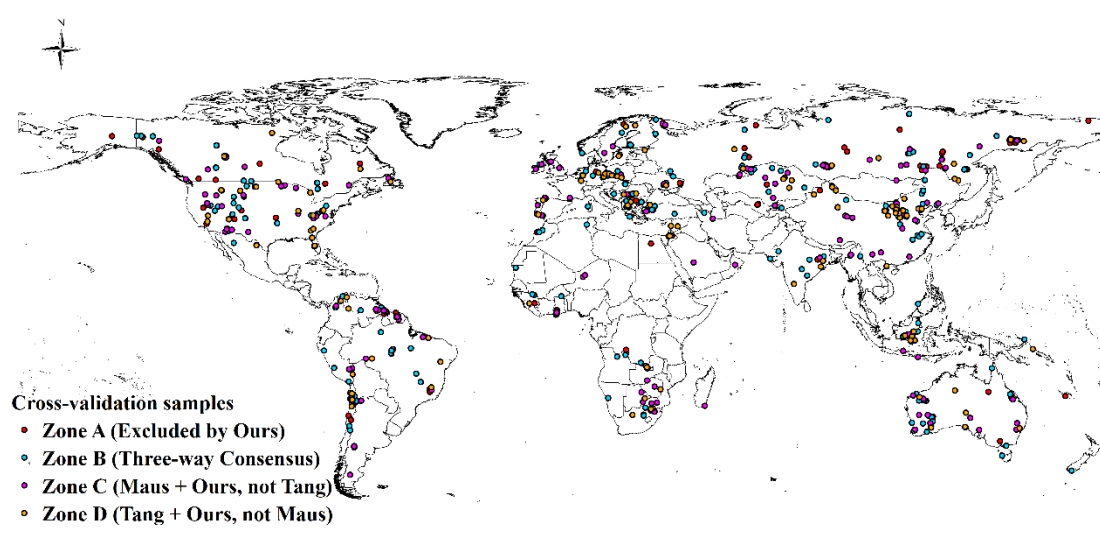 N
Cross-validation samples
Zone A (Excluded by Ours)
Zone B (Three-way Consensus)
Zone C (Maus + Ours, not Tang)
Zone D (Tang + Ours, not Maus)